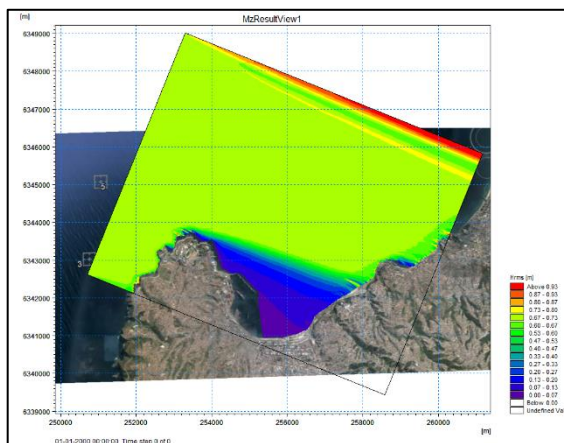 [m]
MzResultView1
6349000
6348000
6347000
6346000
6345000
6344000
6343000
6342000
6341000
6340000
6339000
5
3
250000 252000 254000 256000 258000 260000
[m]
Hrms [m]
Above 0.93
0.87 - 0.93
0.80 - 0.87
0.73 - 0.80
0.67 - 0.73
0.60 - 0.67
0.53 - 0.60
0.47 - 0.53
0.40 - 0.47
0.33 - 0.40
0.27 - 0.33
0.20 - 0.27
0.13 - 0.20
0.07 - 0.13
0.00 - 0.07
Below 0.00
Undefined Val
01-01-2000 00:00:03 Time step 0 of 0